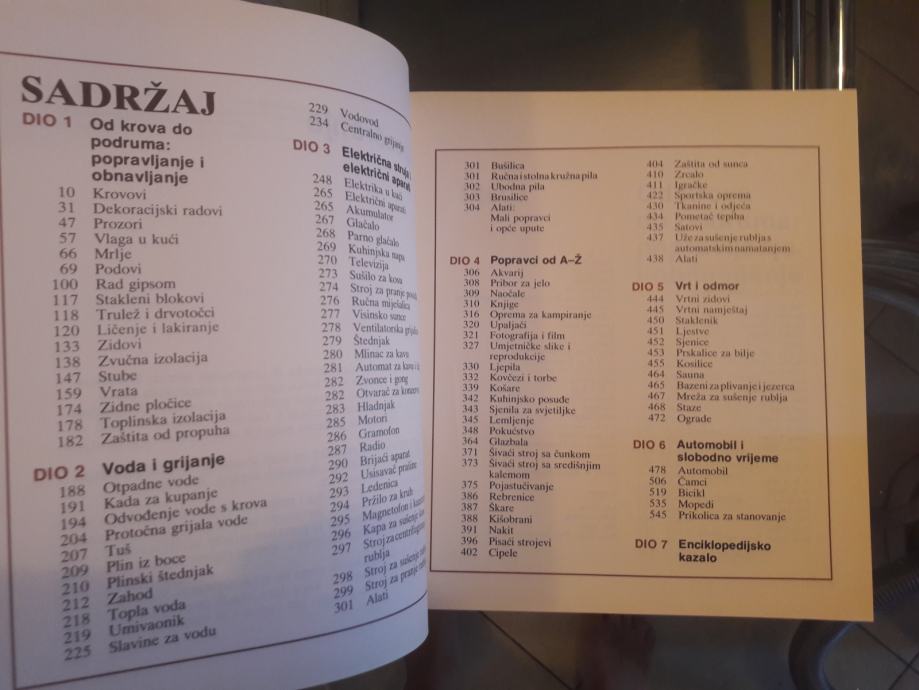 SADRŽAJ
DIO 1 Od krova do
podruma:
popravljanje i
obnavljanje
10 Krovovi
31 Dekoracijski radovi
47 Prozori
57 Vlaga u kući
66 Mrlje
69 Podovi
100 Rad gipsom
117 Stakleni blokovi
118 Trulež i drvotočci
120 Ličenje i lakiranje
133 Zidovi
138 Zvučna izolacija
147 Stube
159 Vrata
174 Zidne pločice
178 Toplinska izolacija
182 Zaštita od propuha
DIO 2 Voda i grijanje
188 Otpadne vode
191 Kada za kupanje
194 Odvođenje vode s krova
204 Protočna grijala vode
207 Tuš
209 Plin iz boce
210 Plinski štednjak
212 Zahod
218 Topla voda
219 Umivaonik
225 Slavine za vodu
229 Vodovod
234 Centralno grijanje
DIO 3 Električna struja i
električni aparati
248 Elektrika u kući
265 Električni aparati
265 Akumulator
267 Glačalo
268 Parno glačalo
269 Kuhinjska napa
270 Televizija
273 Sušilo za kosu
274 Stroj za pranje posuđa
276 Ručna miješalica
277 Visinsko sunce
278 Ventilatorska grijalica
279 Štednjak
280 Mlinac za kavu
281 Automat za kavu i
282 Zvonce i gong
282 Otvarač za konzerve
283 Hladnjak
285 Motori
286 Gramofon
287 Radio
290 Brijaći aparat
292 Usisavač prašine
293 Ledenica
294 Pržilo za kruh
295 Magnetofon i
296 Kapa za sušenje
297 Stroj za centrifugiranje
rublja
298 Stroj za sušenje
299 Stroj za pranje
301 Alati
301 Bušilica
301 Ručna i stolna kružna pila
302 Ubodna pila
303 Brusilice
304 Alati:
Mali popravci
i opće upute
DIO 4 Popravci od A–Ž
306 Akvarij
308 Pribor za jelo
309 Naočale
310 Knjige
316 Oprema za kampiranje
320 Upaljači
321 Fotografija i film
327 Umjetničke slike i
reprodukcije
330 Ljepila
332 Kovčezi i torbe
339 Košare
342 Kuhinjsko posuđe
343 Sjenila za svjetiljke
345 Lemljenje
348 Pokućstvo
364 Glazbala
371 Šivaći stroj sa čunkom
373 Šivaći stroj sa središnjim
kalemom
375 Pojastučivanje
386 Rebrenice
387 Škare
388 Kišobrani
391 Nakit
396 Pisaći strojevi
402 Cipele
404 Zaštita od sunca
410 Zrcalo
411 Igračke
422 Sportska oprema
430 Tkanine i odjeća
434 Pometač tepiha
435 Satovi
437 Uže za sušenje rublja s
automatskim namatanjem
438 Alati
DIO 5 Vrt i odmor
444 Vrtni zidovi
445 Vrtni namještaj
450 Staklenik
451 Ljestve
452 Sjenice
453 Prskalice za bilje
455 Kosilice
464 Sauna
465 Bazeni za plivanje i jezerca
467 Mreža za sušenje rublja
468 Staze
472 Ograde
DIO 6 Automobil i
slobodno vrijeme
478 Automobil
506 Čamci
519 Bicikl
535 Mopedi
545 Prikolica za stanovanje
DIO 7 Enciklopedijsko
kazalo